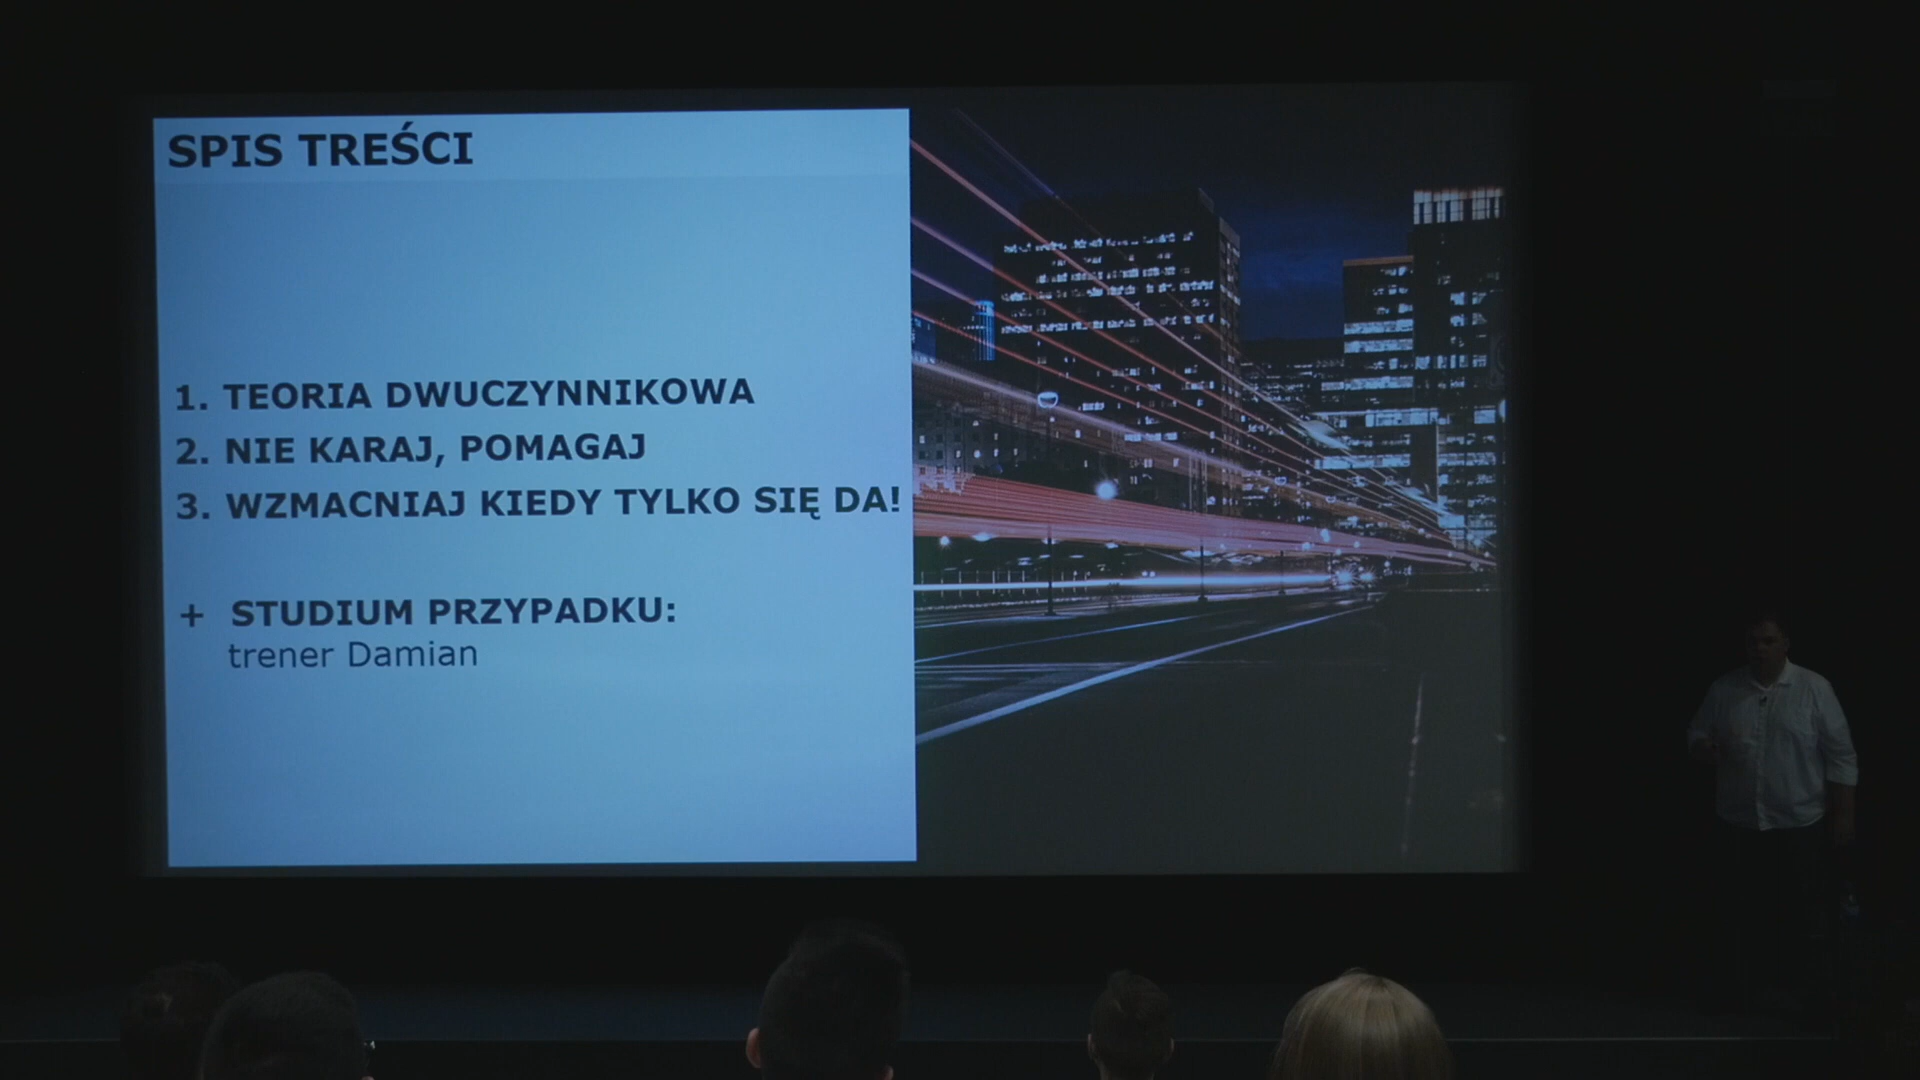 SPIS TREŚCI
1. TEORIA DWUCZYNNIKOWA
2. NIE KARAJ, POMAGAJ
3. WZMACNIAJ KIEDY TYLKO SIĘ DA!
+ STUDIUM PRZYPADKU:
trener Damian